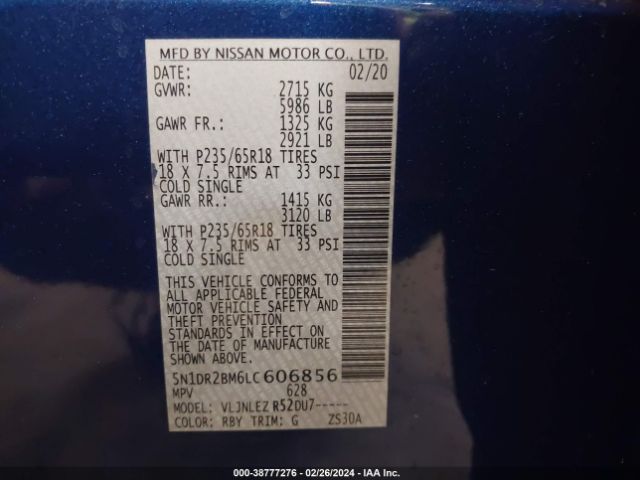 MFD BY NISSAN MOTOR CO., LTD.
DATE: 02/20
GVWR: 2715 KG
5986 LB
GAWR FR.: 1325 KG
2921 LB
WITH P235/65R18 TIRES
18 X 7.5 RIMS AT 33 PSI
COLD SINGLE
GAWR RR.: 1415 KG
3120 LB
WITH P235/65R18 TIRES
18 X 7.5 RIMS AT 33 PSI
COLD SINGLE
THIS VEHICLE CONFORMS TO
ALL APPLICABLE FEDERAL
MOTOR VEHICLE SAFETY AND
THEFT PREVENTION
STANDARDS IN EFFECT ON
THE DATE OF MANUFACTURE
SHOWN ABOVE.
5N1DR2BM6LC606856
MPV 628
MODEL: VLJNLEZ R52DU7-----
COLOR: RBY TRIM: G ZS30A
000-38777276 - 02/26/2024 - IAA Inc.